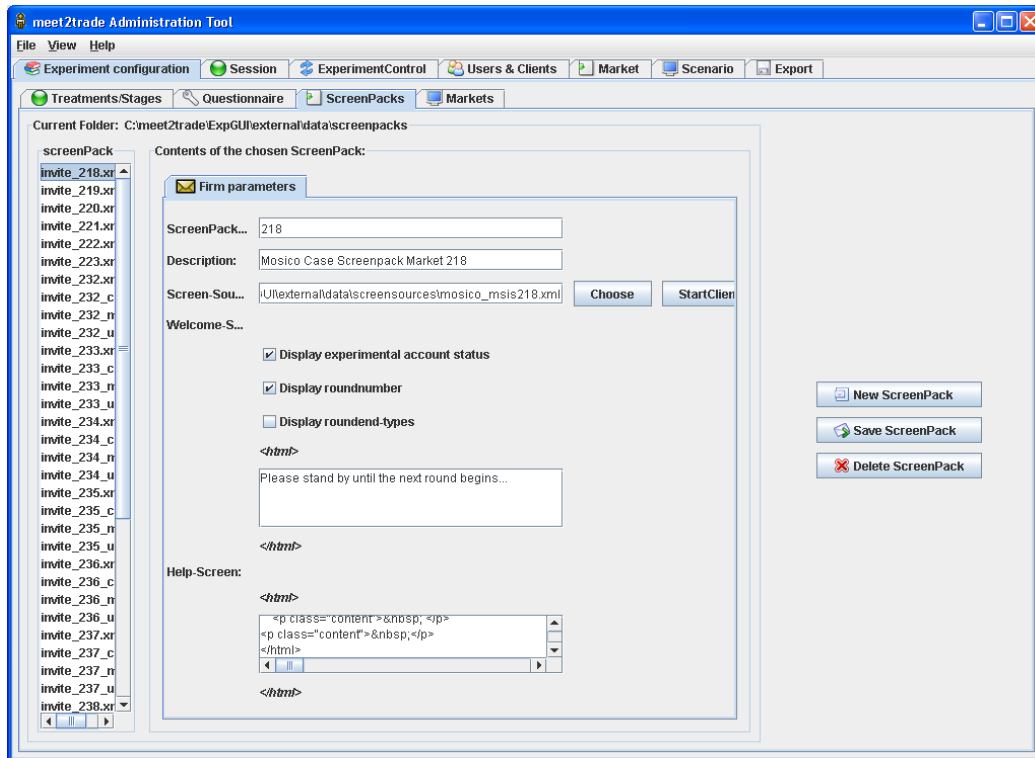 meet2trade Administration Tool
File View Help
Experiment configuration Session ExperimentControl Users & Clients Market Scenario Export
Treatments/Stages Questionnaire ScreenPacks Markets
Current Folder: C:\meet2trade\ExpGUI\external\data\screenpacks
screenPack
Contents of the chosen ScreenPack:
invite_218.xr
invite_219.xr
invite_220.xr
invite_221.xr
invite_222.xr
invite_223.xr
invite_232.xr
invite_232_c
invite_232_m
invite_232_u
invite_233.xr
invite_233_c
invite_233_m
invite_233_u
invite_234.xr
invite_234_c
invite_234_m
invite_234_u
invite_235.xr
invite_235_c
invite_235_m
invite_235_u
invite_236.xr
invite_236_c
invite_236_m
invite_236_u
invite_237.xr
invite_237_c
invite_237_m
invite_237_u
invite_238.xr
Firm parameters
ScreenPack... 218
Description: Mosico Case Screenpack Market 218
Screen-Sou... UI\external\data\screensources\mosico_msis218.xml Choose StartClien
Welcome-S...
Display experimental account status
Display roundnumber
Display roundend-types
<html>
Please stand by until the next round begins...
</html>
Help-Screen:
<html>
<p class="content">&nbsp; </p>
<p class="content">&nbsp;</p>
</html>
</html>
New ScreenPack
Save ScreenPack
Delete ScreenPack